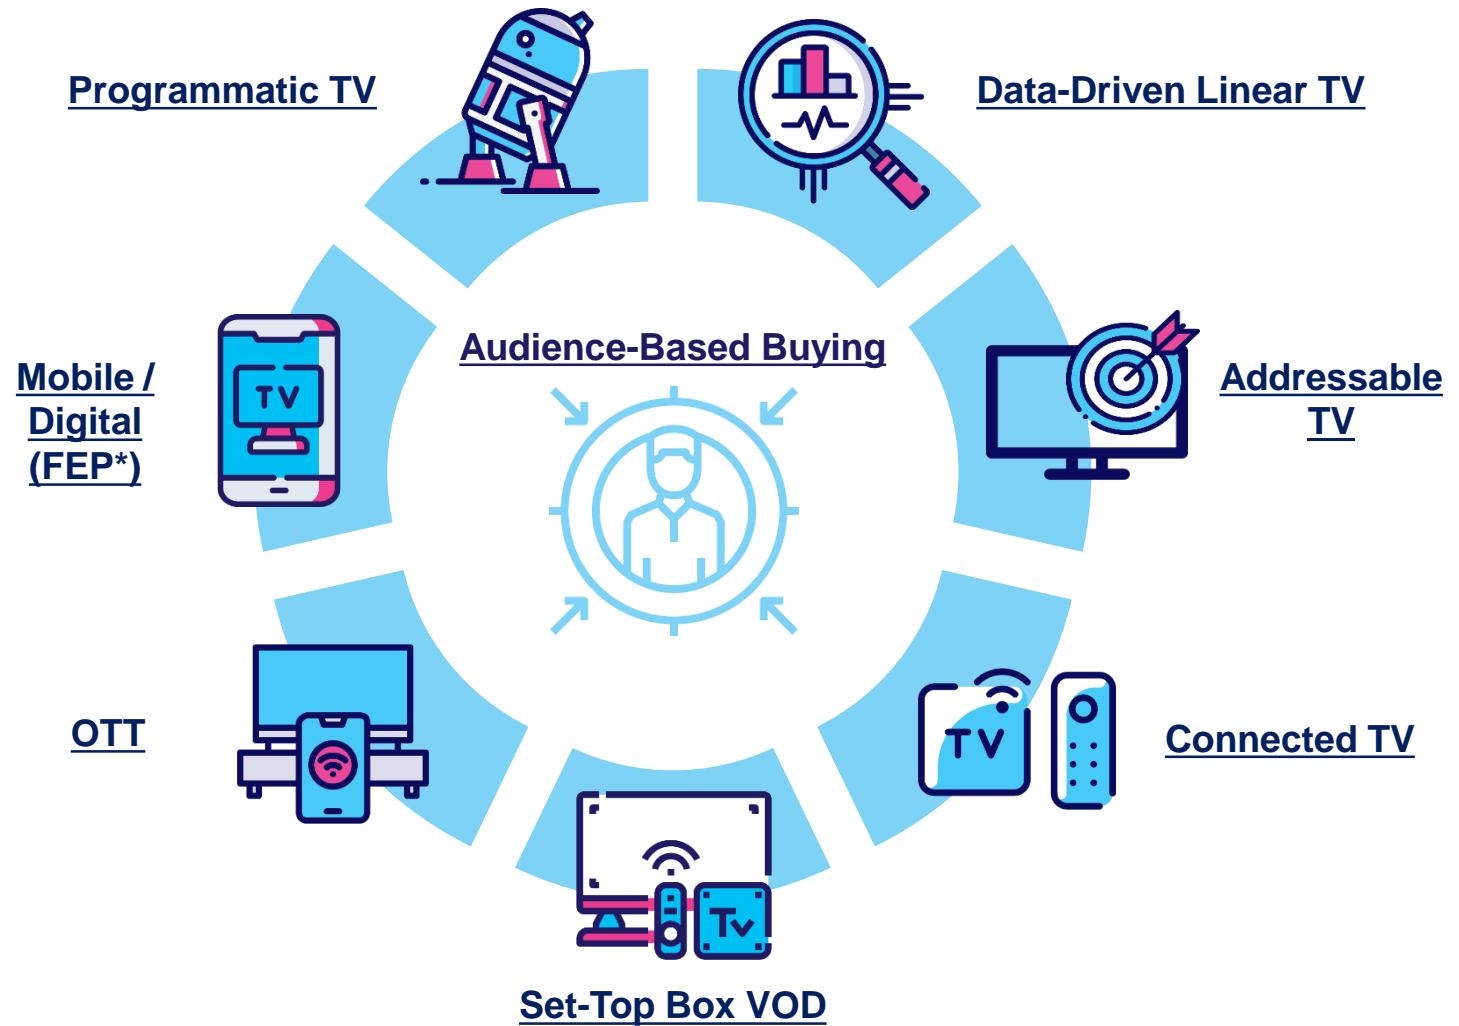 Programmatic TV
Data-Driven Linear TV
Audience-Based Buying
Mobile /
Digital
(FEP*)
TV
Addressable
TV
OTT
TV
Connected TV
Tv
Set-Top Box VOD